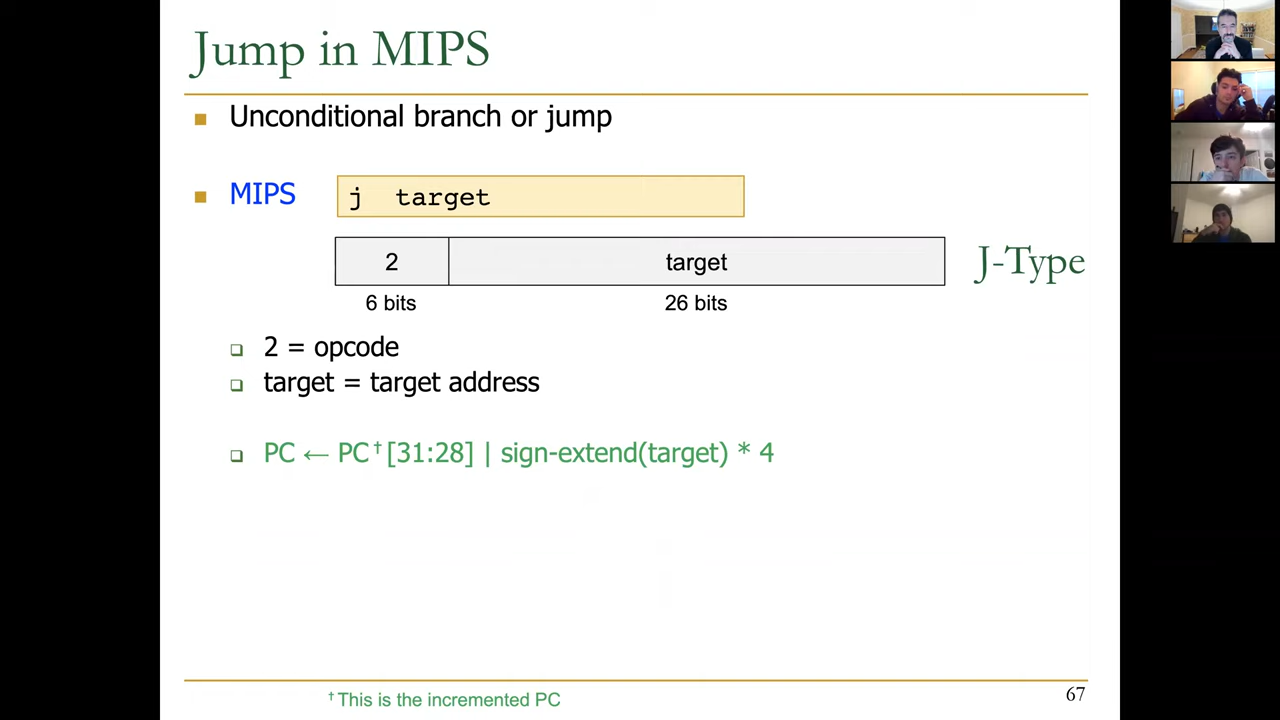 Jump in MIPS
Unconditional branch or jump
MIPS
j target
2 target
J-Type
6 bits 26 bits
2 = opcode
target = target address
PC ← PC†[31:28] | sign-extend(target) * 4
†This is the incremented PC
67